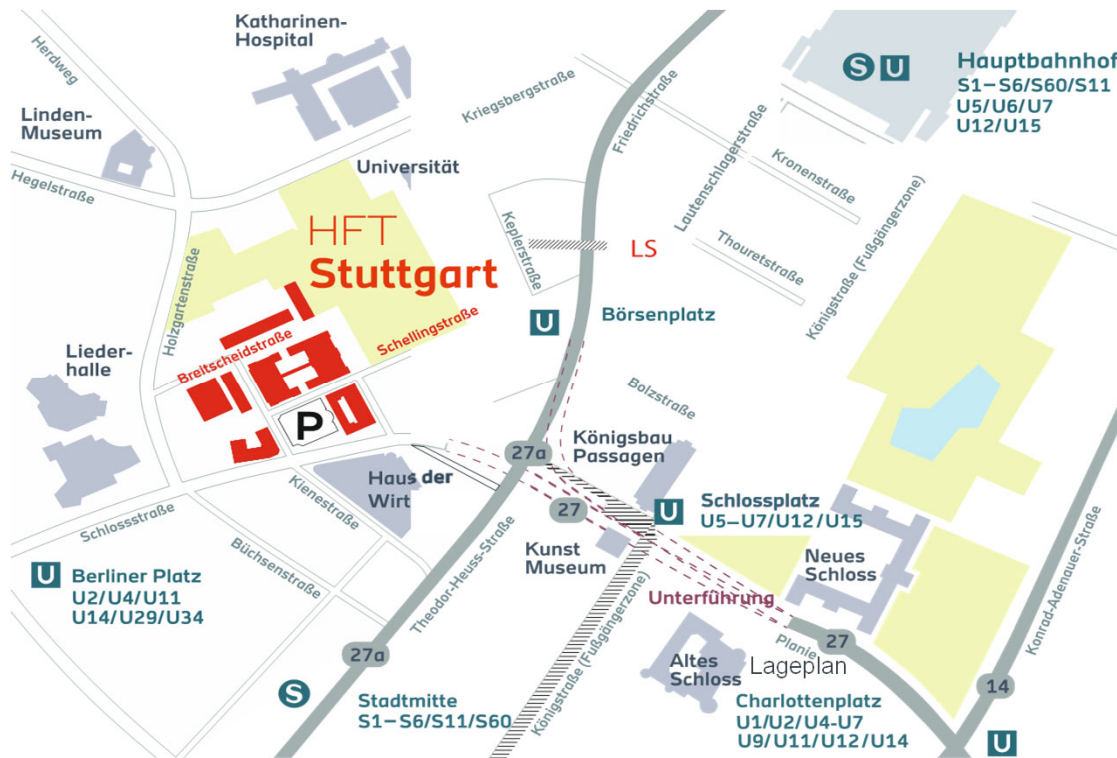 Katharinen-
Hospital
Herdweg
Linden-
Museum
Hegelstraße
Kriegsbergstraße
Friedrichstraße
S U
Hauptbahnhof
S1–S6/S60/S11
U5/U6/U7
U12/U15
Universität
Lautenschlagerstraße
Kronenstraße
Thouretstraße
Königstraße (Fußgängerzone)
HFT
Stuttgart
Keplerstraße
LS
Holzgartenstraße
U
Börsenplatz
Schellingstraße
Breitscheidstraße
Lieder-
halle
P
Bolzstraße
Königsbau
Passagen
27a
Haus der
Wirt
27
U
Schlossplatz
U5–U7/U12/U15
Kienestraße
Schlossstraße
Büchsenstraße
Theodor-Heuss-Straße
Kunst
Museum
Neues
Schloss
Konrad-Adenauer-Straße
U
Berliner Platz
U2/U4/U11
U14/U29/U34
Unterführung
Königstraße (Fußgängerzone)
27a
27
Planie
Altes
Schloss
Lageplan
14
S
Stadtmitte
S1–S6/S11/S60
Charlottenplatz
U1/U2/U4-U7
U9/U11/U12/U14
U